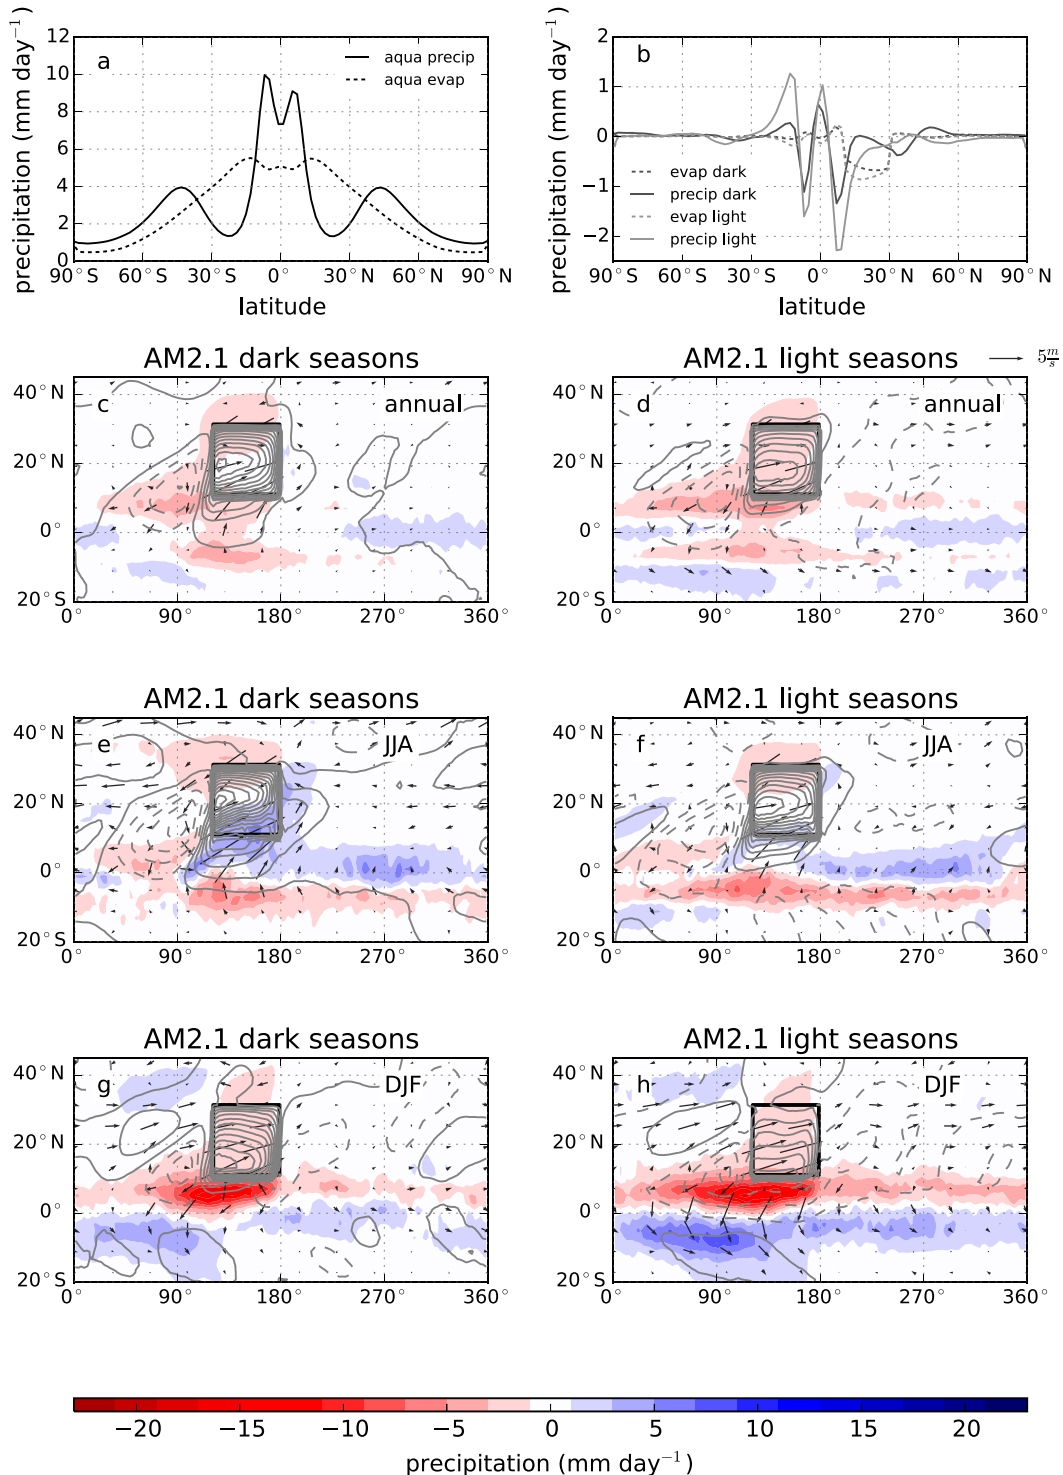 a
aqua precip
aqua evap
precipitation (mm day⁻¹)
12
10
8
6
4
2
0
90° S 60° S 30° S 0° 30° N 60° N 90° N
latitude
b
precipitation (mm day⁻¹)
2
1
0
−1
−2
evap dark
precip dark
evap light
precip light
90° S 60° S 30° S 0° 30° N 60° N 90° N
latitude
AM2.1 dark seasons
c annual
40° N
20° N
0°
20° S
0° 90° 180° 270° 360°
AM2.1 light seasons
5 m/s
d annual
40° N
20° N
0°
20° S
0° 90° 180° 270° 360°
AM2.1 dark seasons
e JJA
40° N
20° N
0°
20° S
0° 90° 180° 270° 360°
AM2.1 light seasons
f JJA
40° N
20° N
0°
20° S
0° 90° 180° 270° 360°
AM2.1 dark seasons
g DJF
40° N
20° N
0°
20° S
0° 90° 180° 270° 360°
AM2.1 light seasons
h DJF
40° N
20° N
0°
20° S
0° 90° 180° 270° 360°
−20 −15 −10 −5 0 5 10 15 20
precipitation (mm day⁻¹)